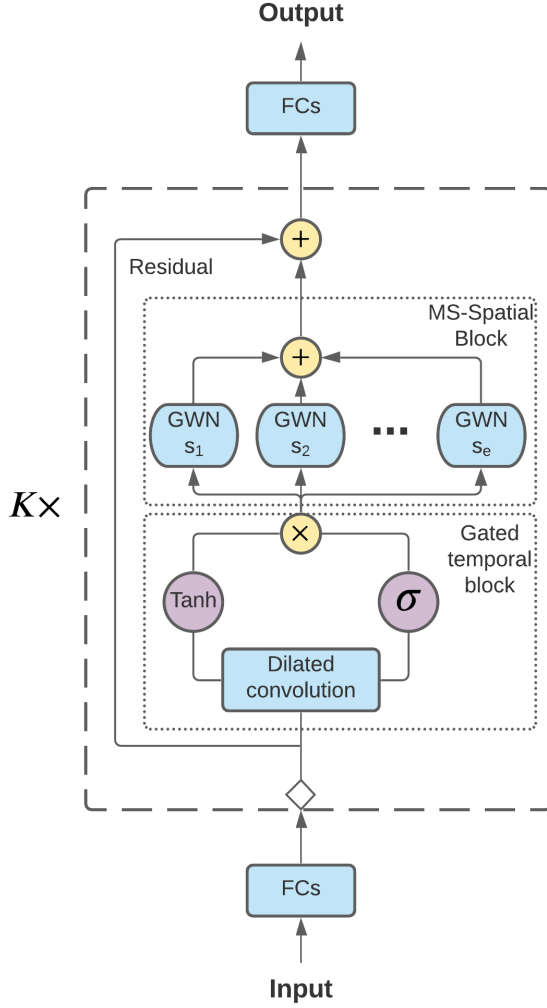 Output
FCs
+
Residual
MS-Spatial
Block
+
GWN
s₁
GWN
s₂
...
GWN
sₑ
K×
×
Gated
temporal
block
Tanh
σ
Dilated
convolution
FCs
Input